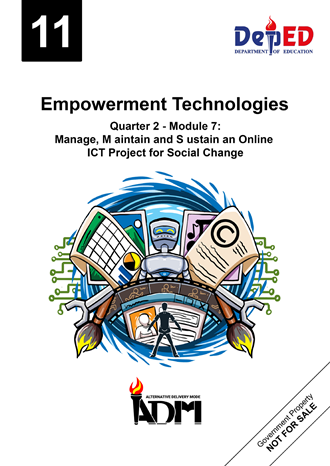 11
DepED
DEPARTMENT OF EDUCATION
Empowerment Technologies
Quarter 2 - Module 7:
Manage, M aintain and S ustain an Online
ICT Project for Social Change
©
ALTERNATIVE DELIVERY MODE
ADM
Government Property
NOT FOR SALE